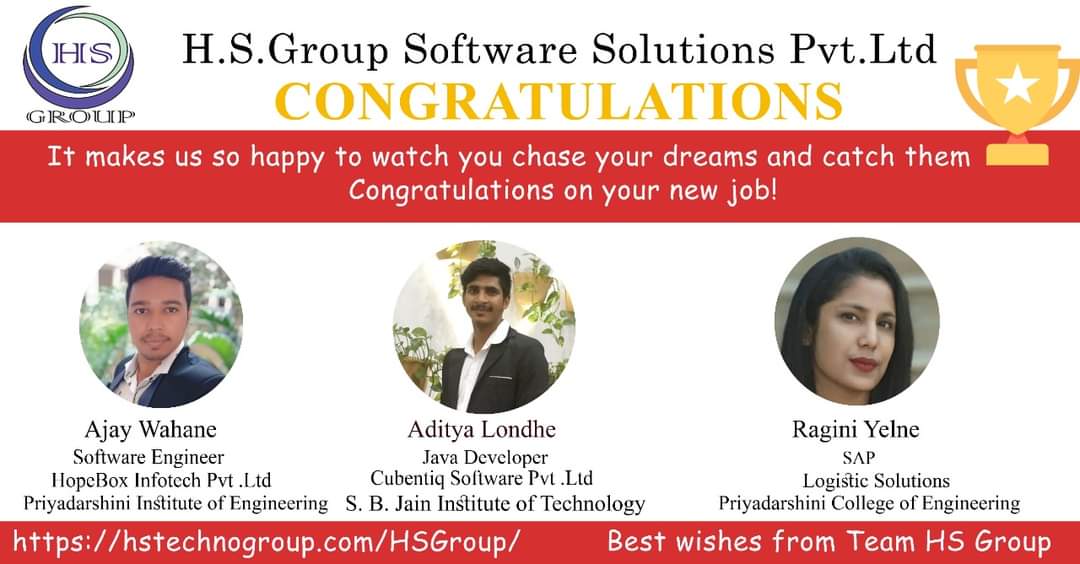 HS
GROUP
H.S.Group Software Solutions Pvt.Ltd
CONGRATULATIONS
It makes us so happy to watch you chase your dreams and catch them
Congratulations on your new job!
Ajay Wahane
Software Engineer
HopeBox Infotech Pvt .Ltd
Priyadarshini Institute of Engineering
Aditya Londhe
Java Developer
Cubentiq Software Pvt .Ltd
S. B. Jain Institute of Technology
Ragini Yelne
SAP
Logistic Solutions
Priyadarshini College of Engineering
https://hstechnogroup.com/HSGroup/
Best wishes from Team HS Group